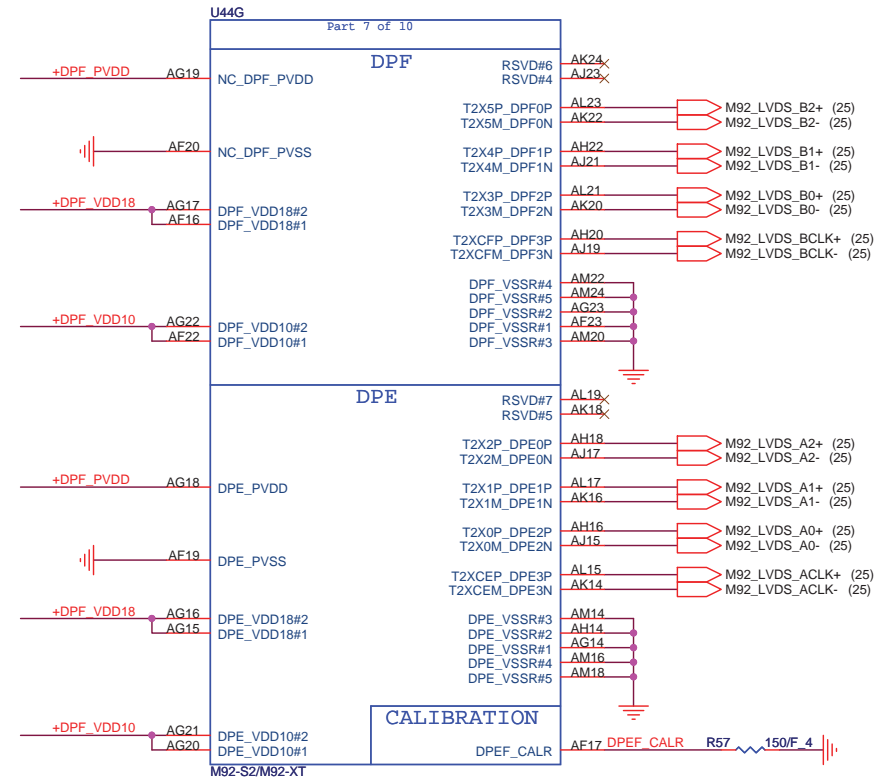 U44G
Part 7 of 10
DPF
+DPF_PVDD AG19 NC_DPF_PVDD
AF20 NC_DPF_PVSS
+DPF_VDD18 AG17 DPF_VDD18#2
AF16 DPF_VDD18#1
+DPF_VDD10 AG22 DPF_VDD10#2
AF22 DPF_VDD10#1
RSVD#6 AK24
RSVD#4 AJ23
T2X5P_DPF0P AL23 M92_LVDS_B2+ (25)
T2X5M_DPF0N AK22 M92_LVDS_B2- (25)
T2X4P_DPF1P AH22 M92_LVDS_B1+ (25)
T2X4M_DPF1N AJ21 M92_LVDS_B1- (25)
T2X3P_DPF2P AL21 M92_LVDS_B0+ (25)
T2X3M_DPF2N AK20 M92_LVDS_B0- (25)
T2XCFP_DPF3P AH20 M92_LVDS_BCLK+ (25)
T2XCFM_DPF3N AJ19 M92_LVDS_BCLK- (25)
DPF_VSSR#4 AM22
DPF_VSSR#5 AM24
DPF_VSSR#2 AG23
DPF_VSSR#1 AF23
DPF_VSSR#3 AM20
DPE
+DPF_PVDD AG18 DPE_PVDD
AF19 DPE_PVSS
+DPF_VDD18 AG16 DPE_VDD18#2
AG15 DPE_VDD18#1
+DPF_VDD10 AG21 DPE_VDD10#2
AG20 DPE_VDD10#1
RSVD#7 AL19
RSVD#5 AK18
T2X2P_DPE0P AH18 M92_LVDS_A2+ (25)
T2X2M_DPE0N AJ17 M92_LVDS_A2- (25)
T2X1P_DPE1P AL17 M92_LVDS_A1+ (25)
T2X1M_DPE1N AK16 M92_LVDS_A1- (25)
T2X0P_DPE2P AH16 M92_LVDS_A0+ (25)
T2X0M_DPE2N AJ15 M92_LVDS_A0- (25)
T2XCEP_DPE3P AL15 M92_LVDS_ACLK+ (25)
T2XCEM_DPE3N AK14 M92_LVDS_ACLK- (25)
DPE_VSSR#3 AM14
DPE_VSSR#2 AH14
DPE_VSSR#1 AG14
DPE_VSSR#4 AM16
DPE_VSSR#5 AM18
CALIBRATION
DPEF_CALR AF17 DPEF_CALR R57 150/F_4
M92-S2/M92-XT